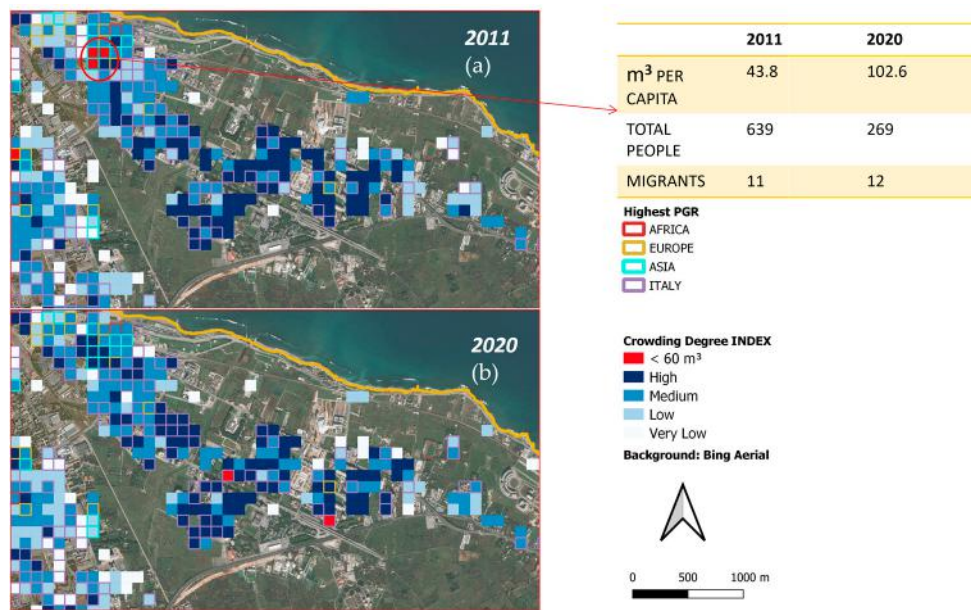 2011
(a)
2020
(b)
2011 2020
m³ PER CAPITA 43.8 102.6
TOTAL PEOPLE 639 269
MIGRANTS 11 12
Highest PGR
AFRICA
EUROPE
ASIA
ITALY
Crowding Degree INDEX
< 60 m³
High
Medium
Low
Very Low
Background: Bing Aerial
0 500 1000 m